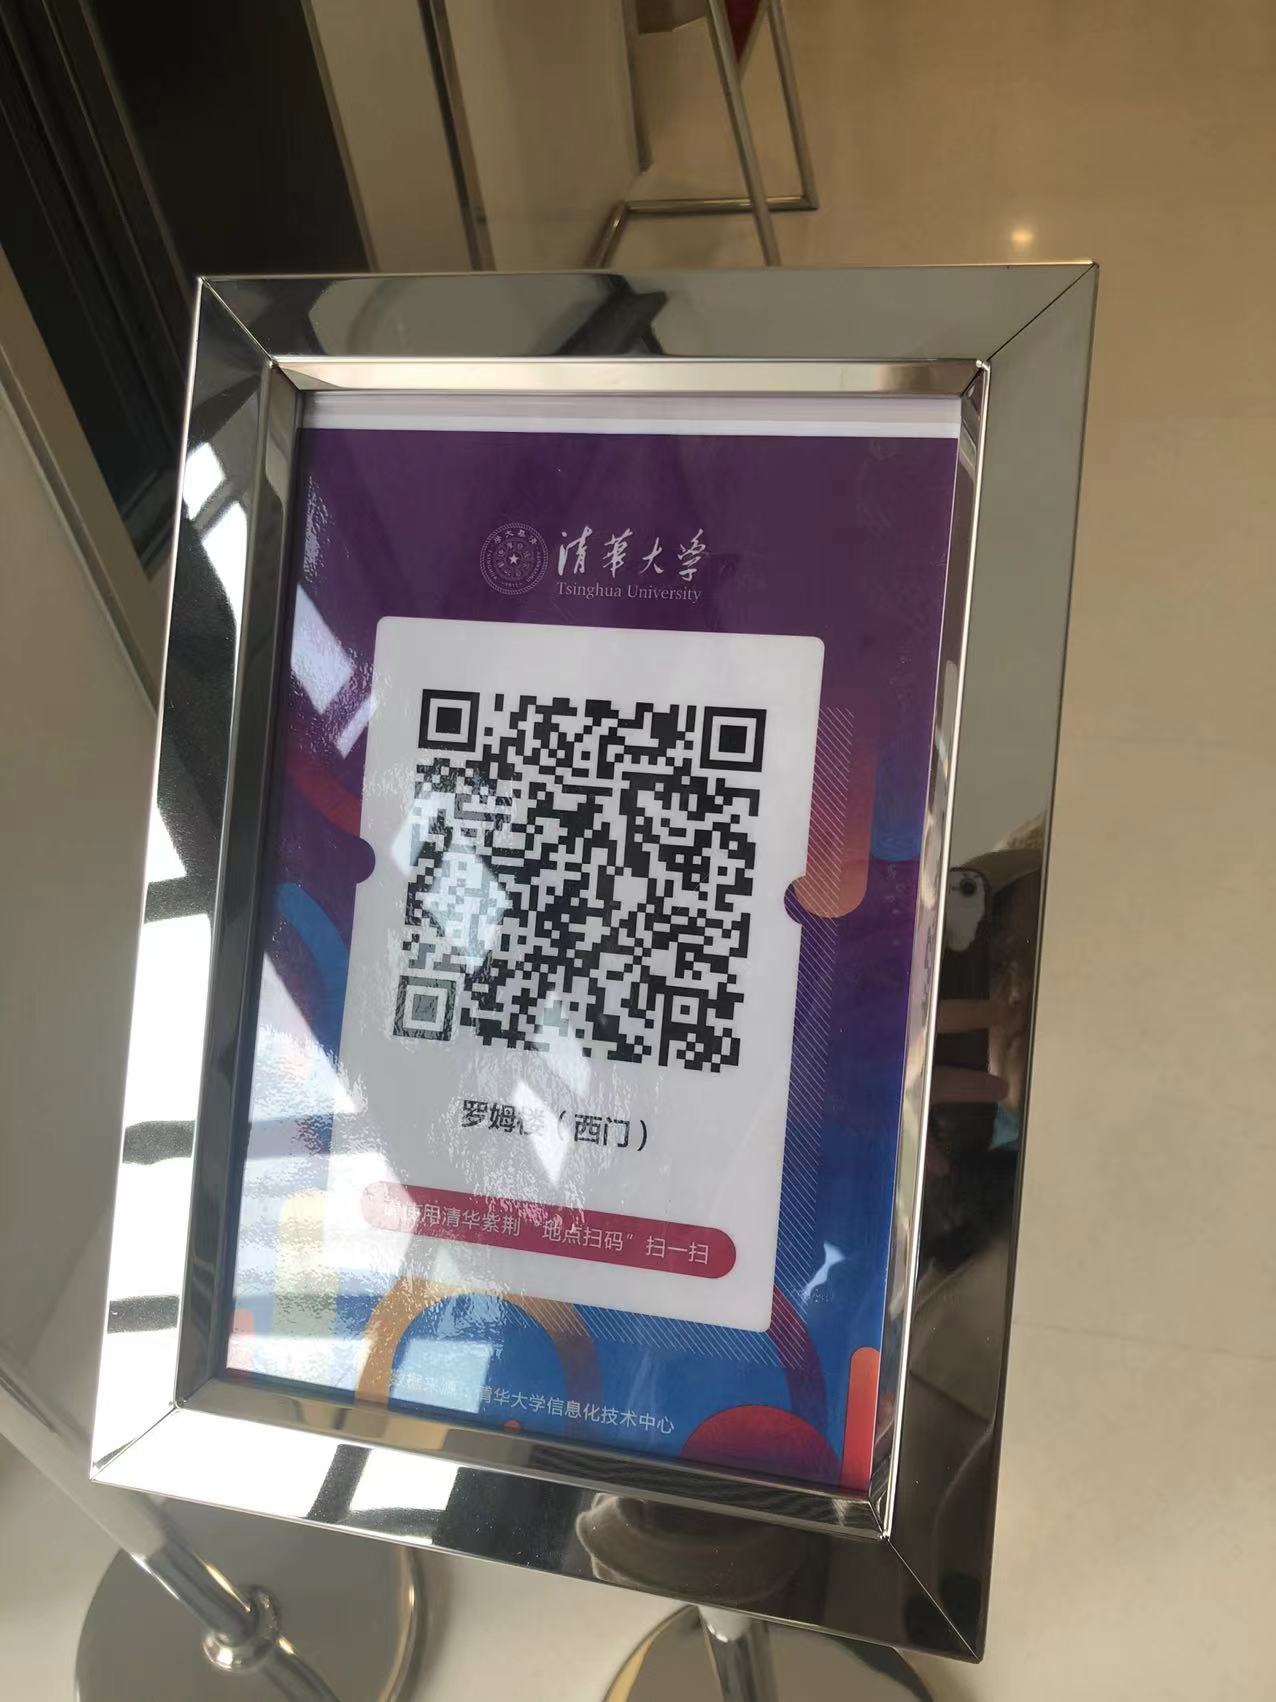 清華大学
Tsinghua University
罗姆楼（西门）
请使用清华紫荆“地点扫码”扫一扫
数据来源：清华大学信息化技术中心